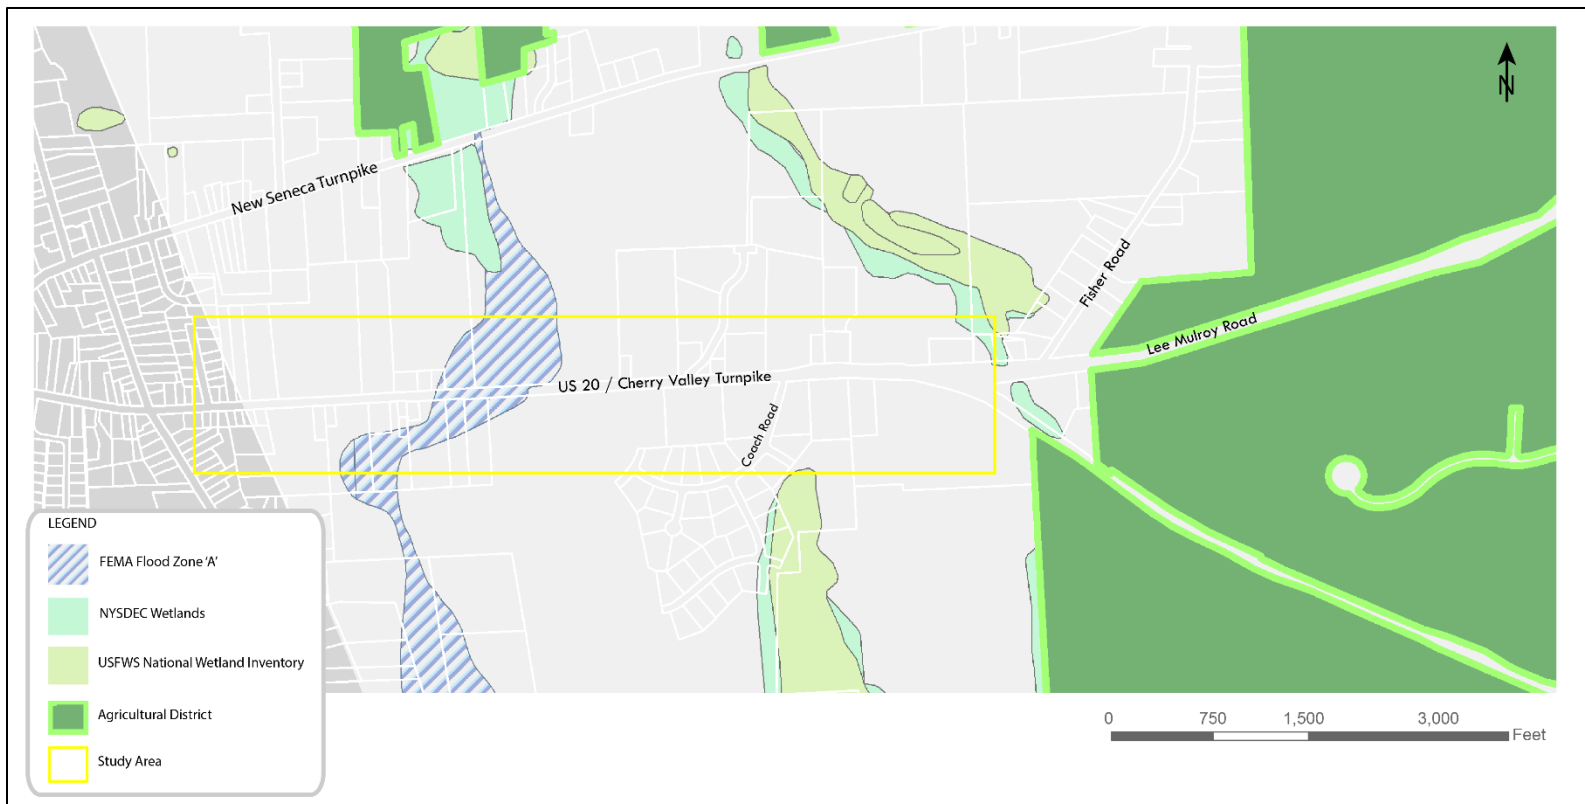 N
New Seneca Turnpike
Fisher Road
Lee Mulroy Road
US 20 / Cherry Valley Turnpike
Coach Road
LEGEND
FEMA Flood Zone ‘A’
NYSDEC Wetlands
USFWS National Wetland Inventory
Agricultural District
Study Area
0 750 1,500 3,000
Feet